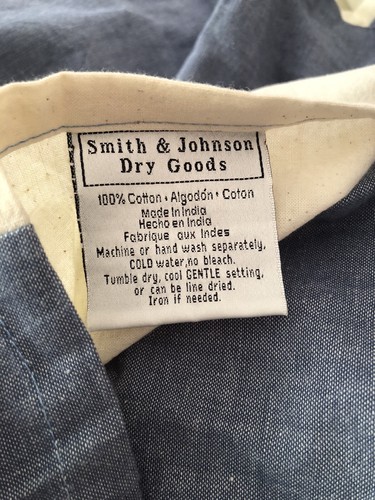 Smith & Johnson
Dry Goods
100% Cotton • Algodón • Coton
Made in India
Hecho en India
Fabrique aux Indes
Machine or hand wash separately,
COLD water, no bleach.
Tumble dry, cool GENTLE setting,
or can be line dried.
Iron if needed.